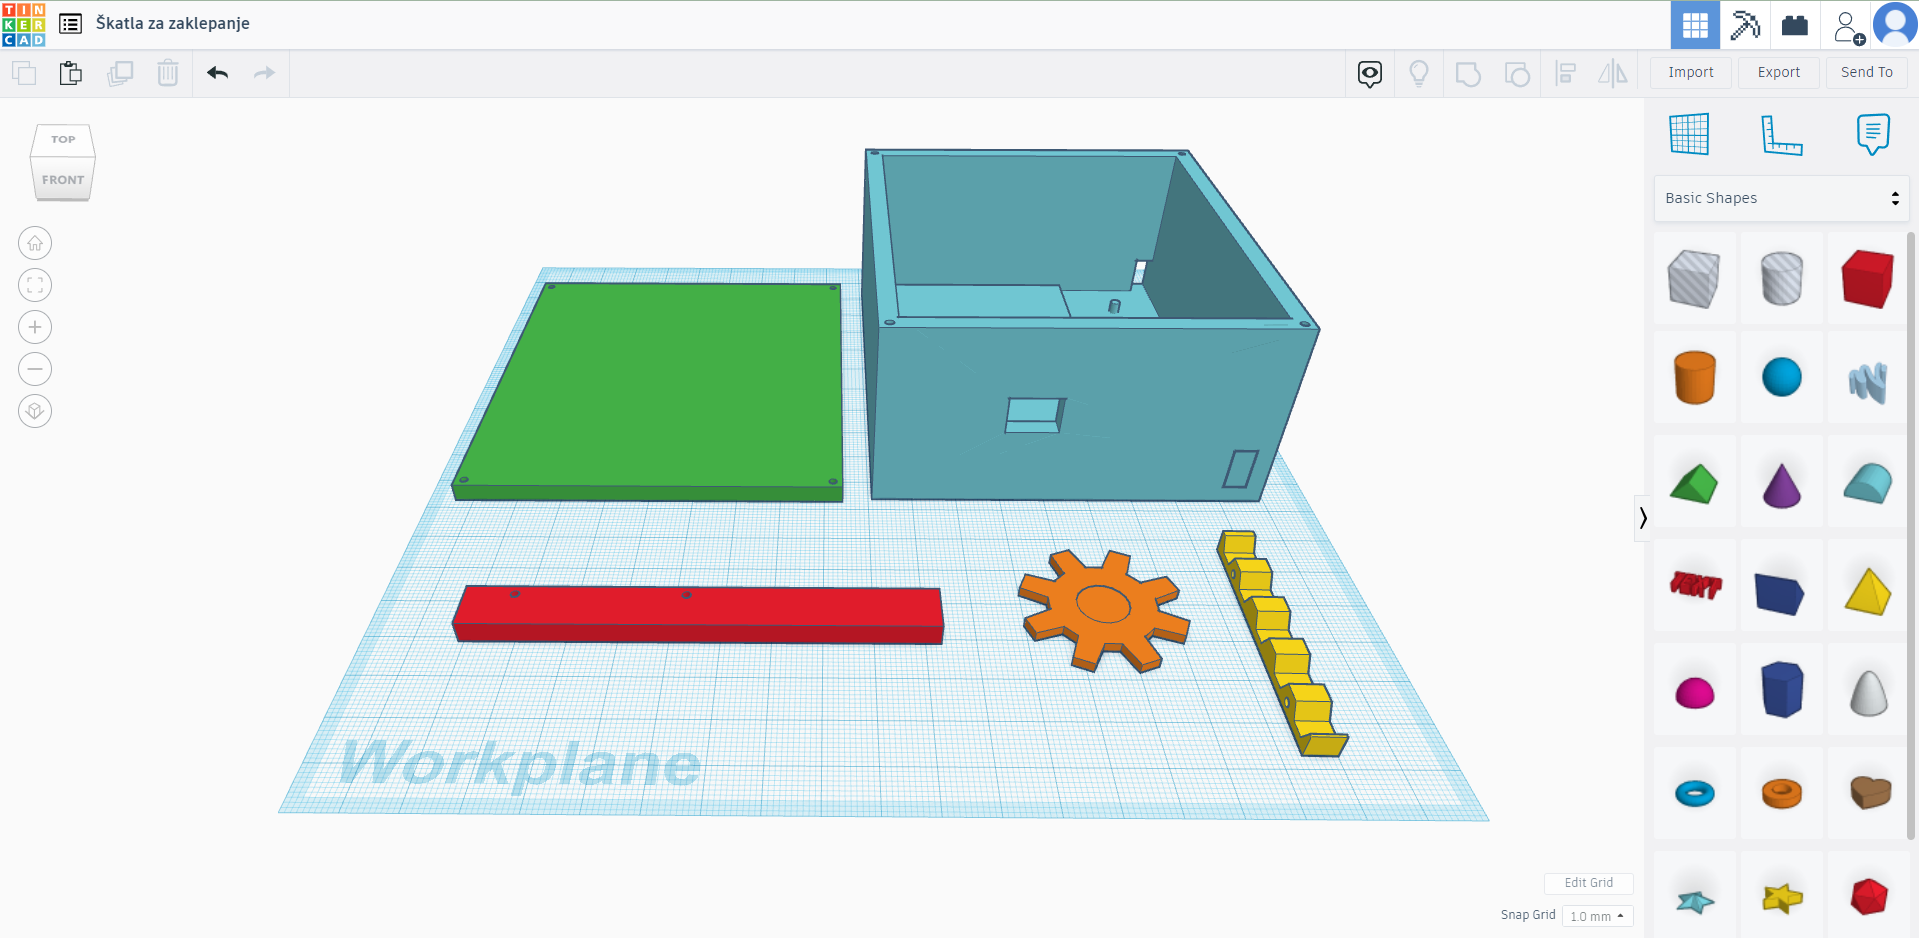 TIN
KER
CAD
Škatla za zaklepanje
Import
Export
Send To
TOP
FRONT
Basic Shapes
TEXT
Workplane
Edit Grid
Snap Grid
1.0 mm